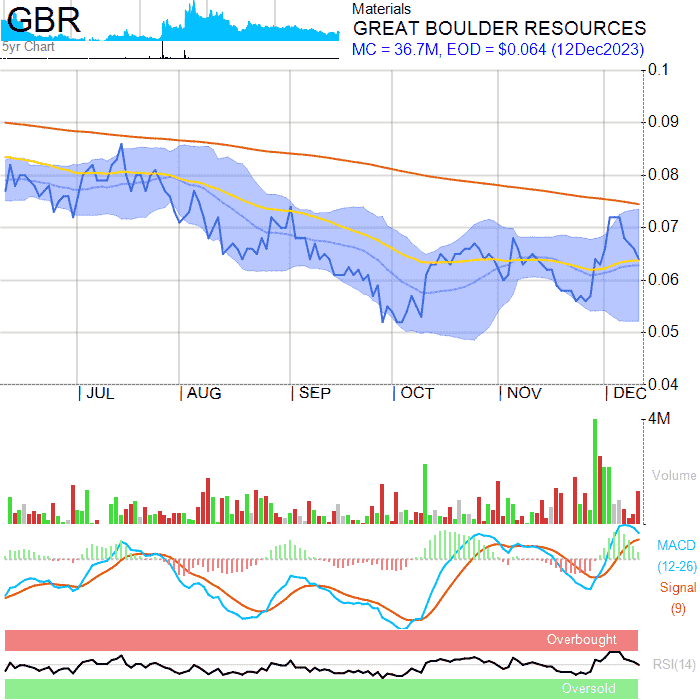 GBR
5yr Chart
Materials
GREAT BOULDER RESOURCES
MC = 36.7M, EOD = $0.064 (12Dec2023)
0.1
0.09
0.08
0.07
0.06
0.05
0.04
JUL AUG SEP OCT NOV DEC
4M
Volume
MACD
(12-26)
Signal
(9)
Overbought
RSI(14)
Oversold